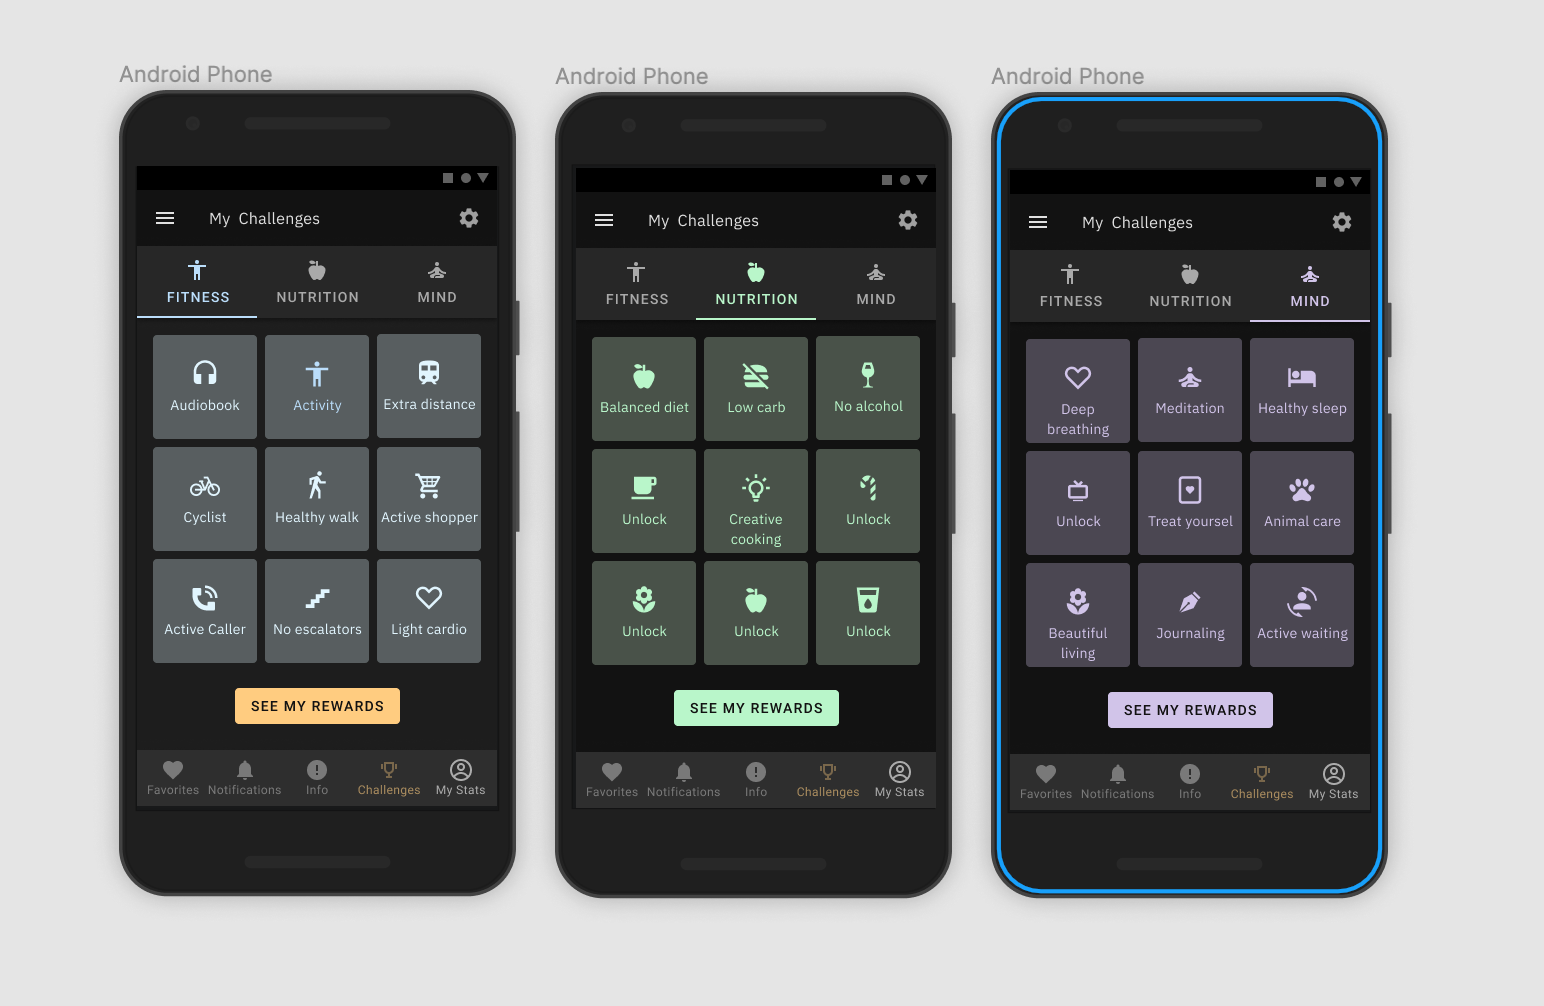 Android Phone
My Challenges
FITNESS NUTRITION MIND
Audiobook Activity Extra distance
Cyclist Healthy walk Active shopper
Active Caller No escalators Light cardio
SEE MY REWARDS
Favorites Notifications Info Challenges My Stats
Android Phone
My Challenges
FITNESS NUTRITION MIND
Balanced diet Low carb No alcohol
Unlock Creative Unlock
cooking
Unlock Unlock Unlock
SEE MY REWARDS
Favorites Notifications Info Challenges My Stats
Android Phone
My Challenges
FITNESS NUTRITION MIND
Deep Meditation Healthy sleep
breathing
Unlock Treat yoursel Animal care
Beautiful Journaling Active waiting
living
SEE MY REWARDS
Favorites Notifications Info Challenges My Stats